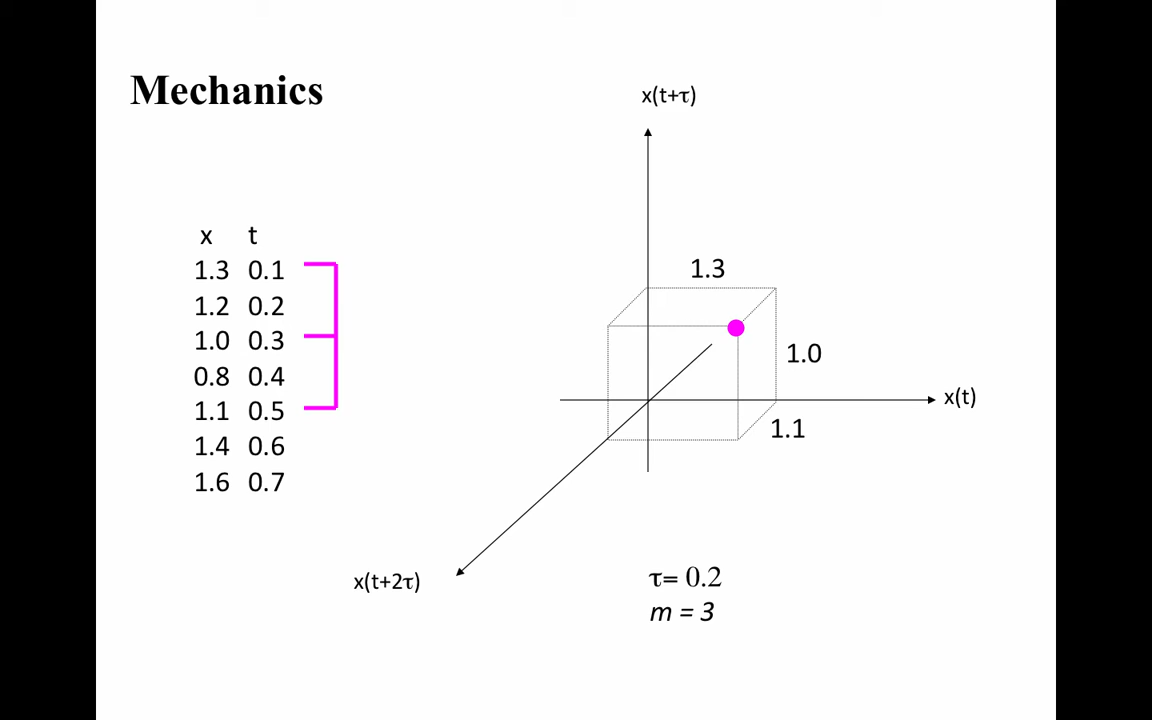 Mechanics
x t
1.3 0.1
1.2 0.2
1.0 0.3
0.8 0.4
1.1 0.5
1.4 0.6
1.6 0.7
x(t+τ)
1.3
1.0
x(t)
1.1
x(t+2τ)
τ= 0.2
m = 3